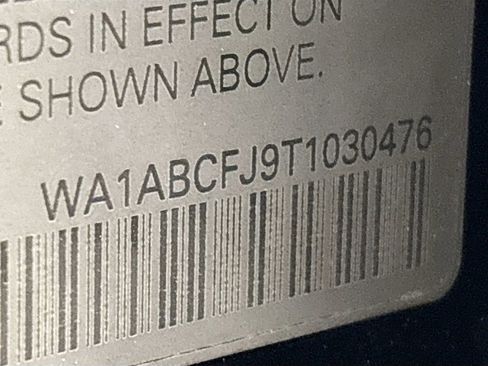 RDS IN EFFECT ON
SHOWN ABOVE.
WA1ABCFJ9T1030476